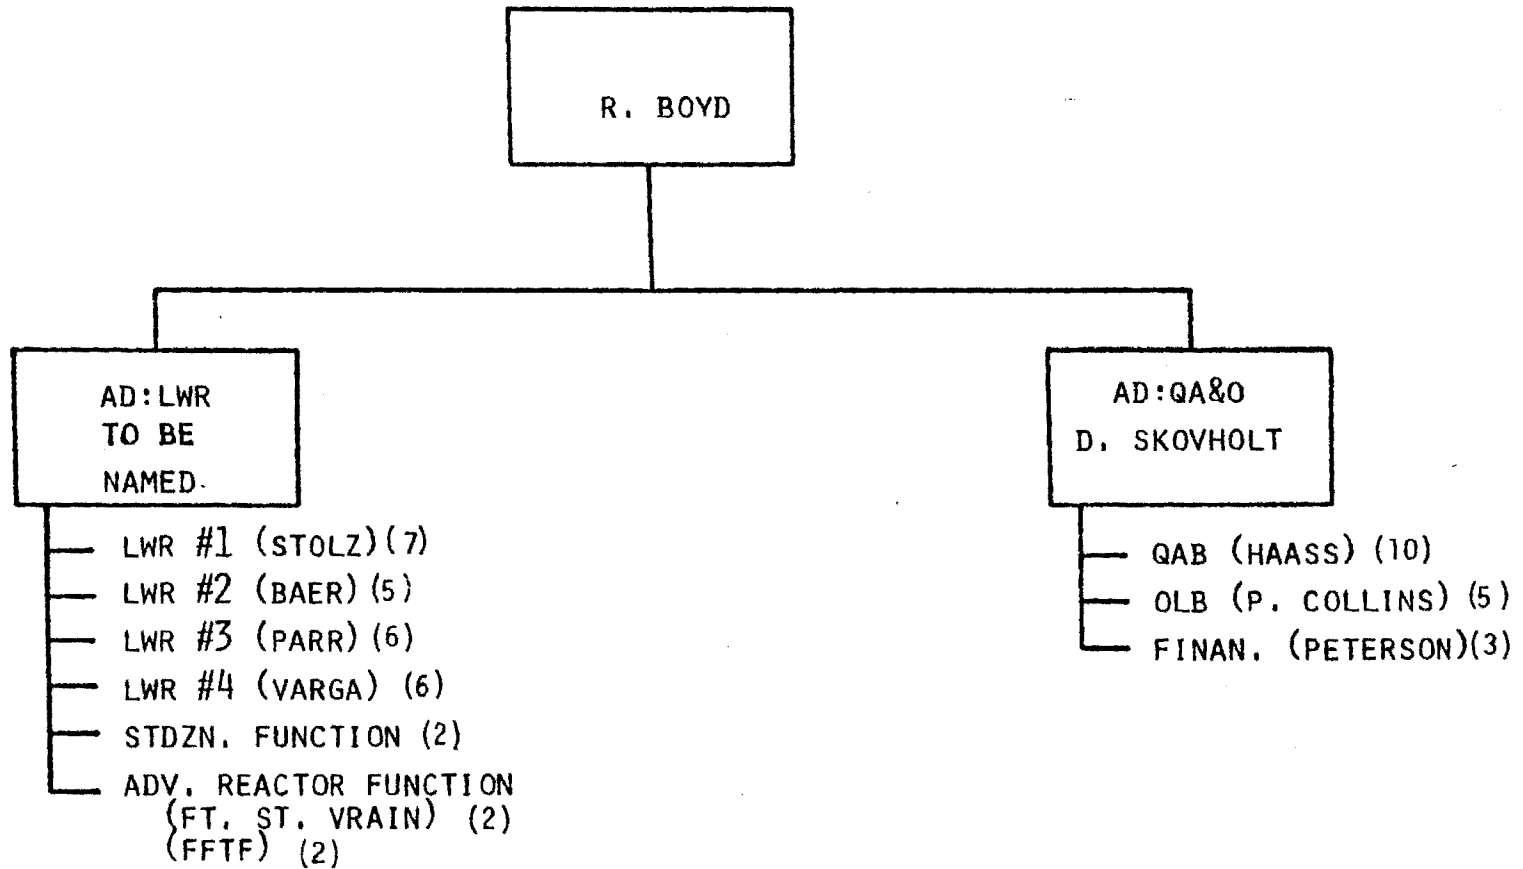 R. BOYD
AD:LWR
TO BE
NAMED.
LWR #1 (STOLZ)(7)
LWR #2 (BAER)(5)
LWR #3 (PARR)(6)
LWR #4 (VARGA) (6)
STDZN. FUNCTION (2)
ADV. REACTOR FUNCTION
(FT. ST. VRAIN) (2)
(FFTF) (2)
AD:QA&O
D. SKOVHOLT
QAB (HAASS) (10)
OLB (P. COLLINS) (5)
FINAN. (PETERSON)(3)